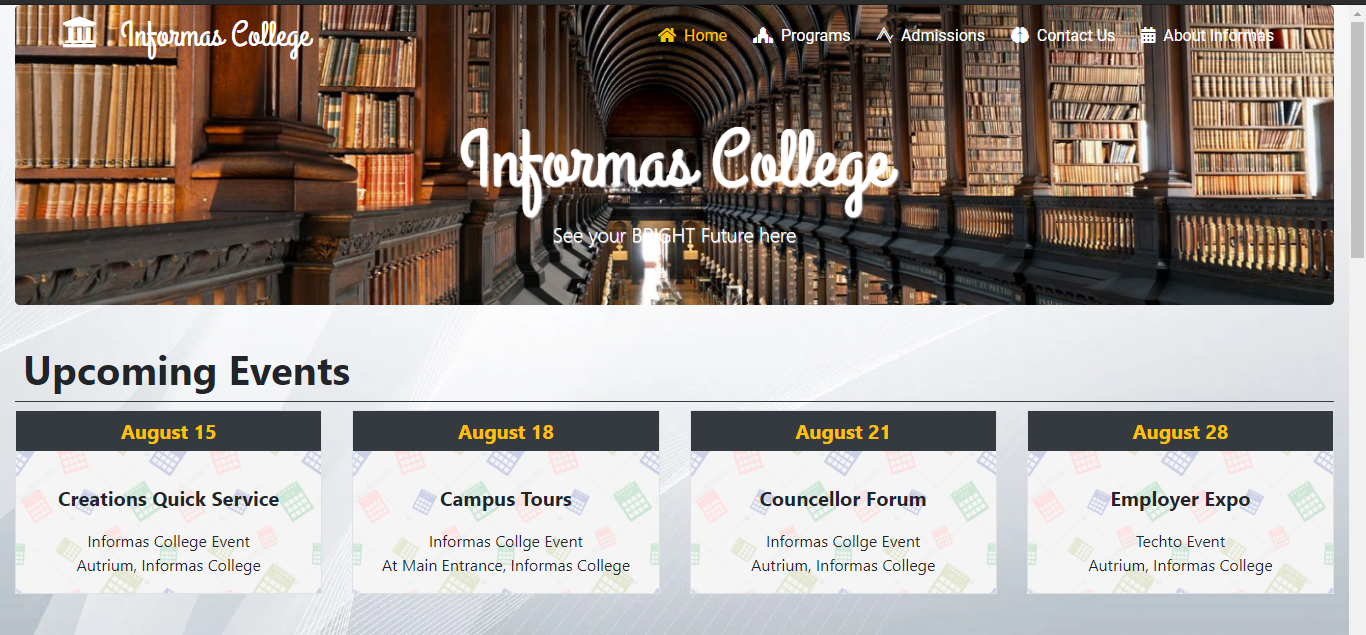 Informas College
Home Programs Admissions Contact Us About Informas
Informas College
See your BRIGHT Future here
Upcoming Events
August 15
Creations Quick Service
Informas College Event
Autrium, Informas College
August 18
Campus Tours
Informas Collge Event
At Main Entrance, Informas College
August 21
Councellor Forum
Informas Collge Event
Autrium, Informas College
August 28
Employer Expo
Techto Event
Autrium, Informas College